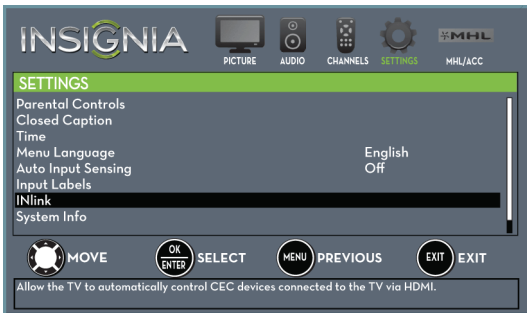 INSIGNIA
PICTURE AUDIO CHANNELS SETTINGS MHL MHL/ACC
SETTINGS
Parental Controls
Closed Caption
Time
Menu Language English
Auto Input Sensing Off
Input Labels
INlink
System Info
MOVE OK ENTER SELECT MENU PREVIOUS EXIT EXIT
Allow the TV to automatically control CEC devices connected to the TV via HDMI.